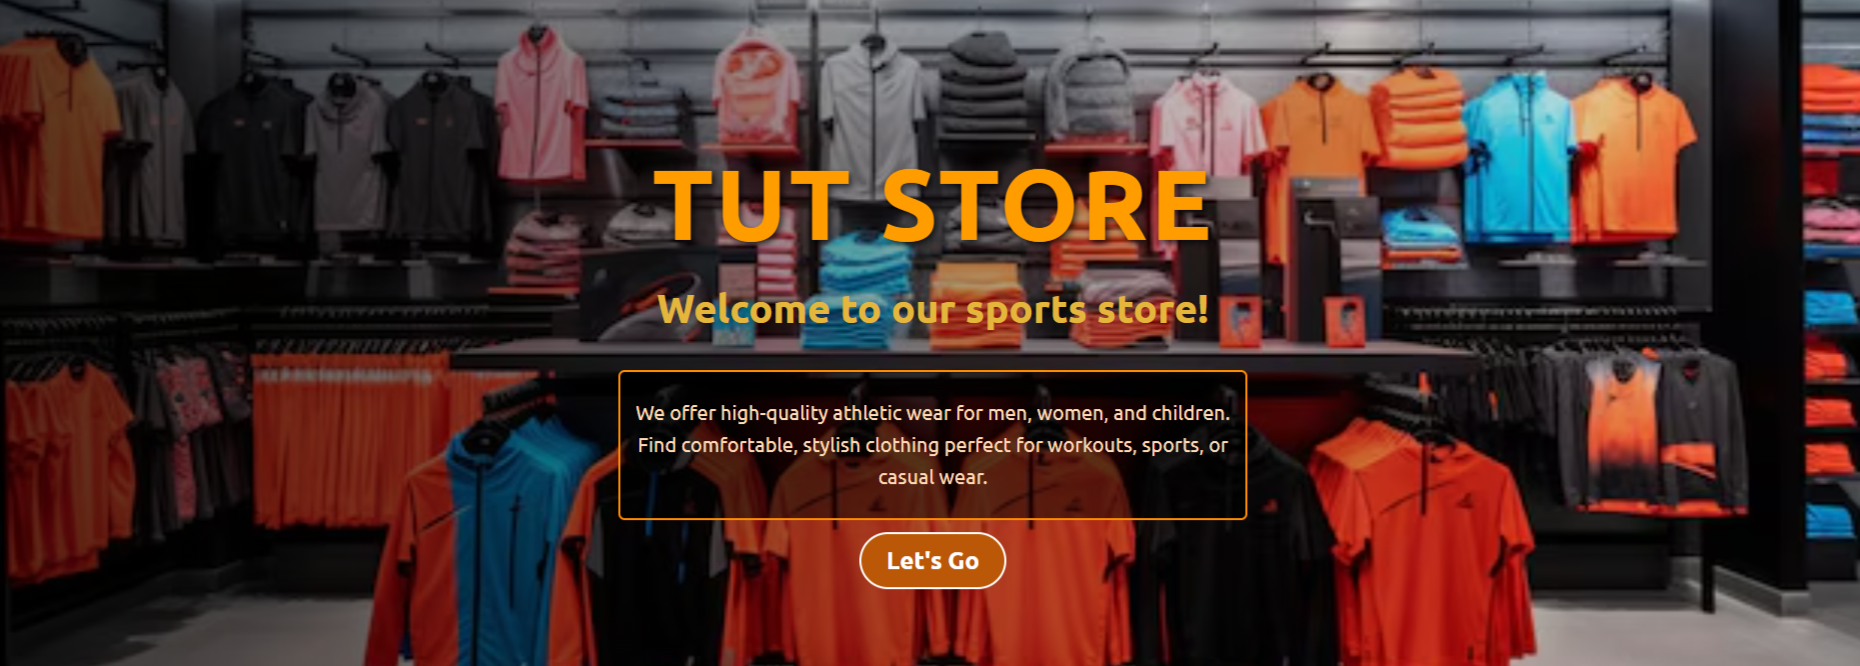 TUT STORE
Welcome to our sports store!
We offer high-quality athletic wear for men, women, and children.
Find comfortable, stylish clothing perfect for workouts, sports, or
casual wear.
Let's Go